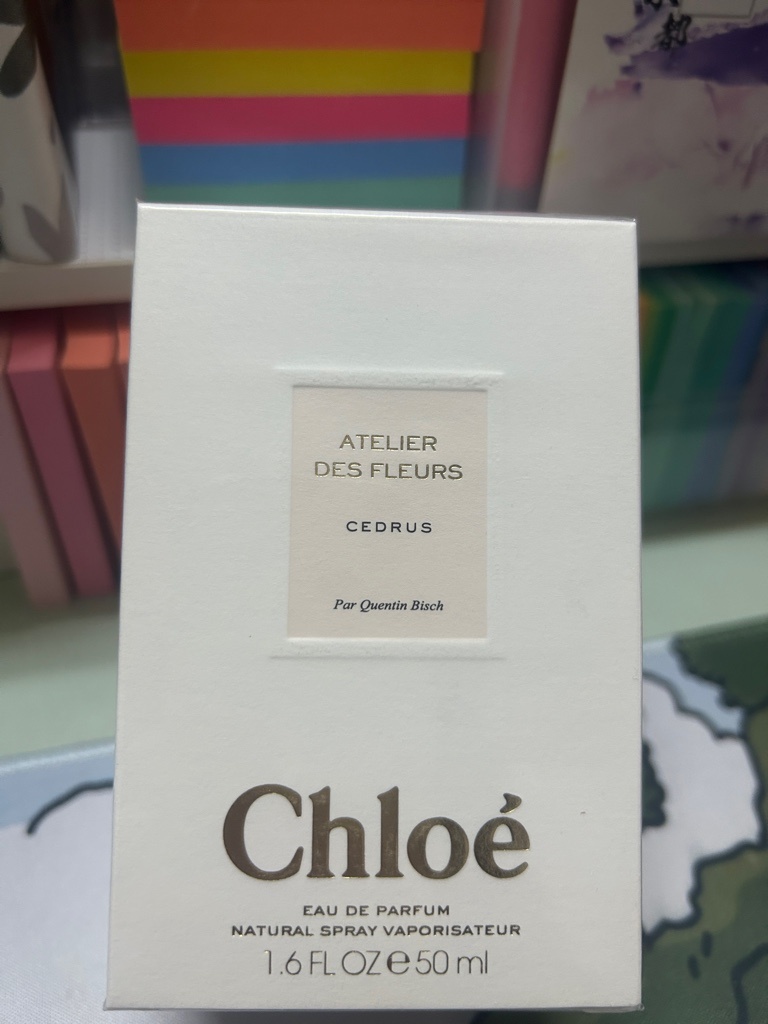 都
ATELIER
DES FLEURS
CEDRUS
Par Quentin Bisch
Chloé
EAU DE PARFUM
NATURAL SPRAY VAPORISATEUR
1.6 FL OZ e 50 ml